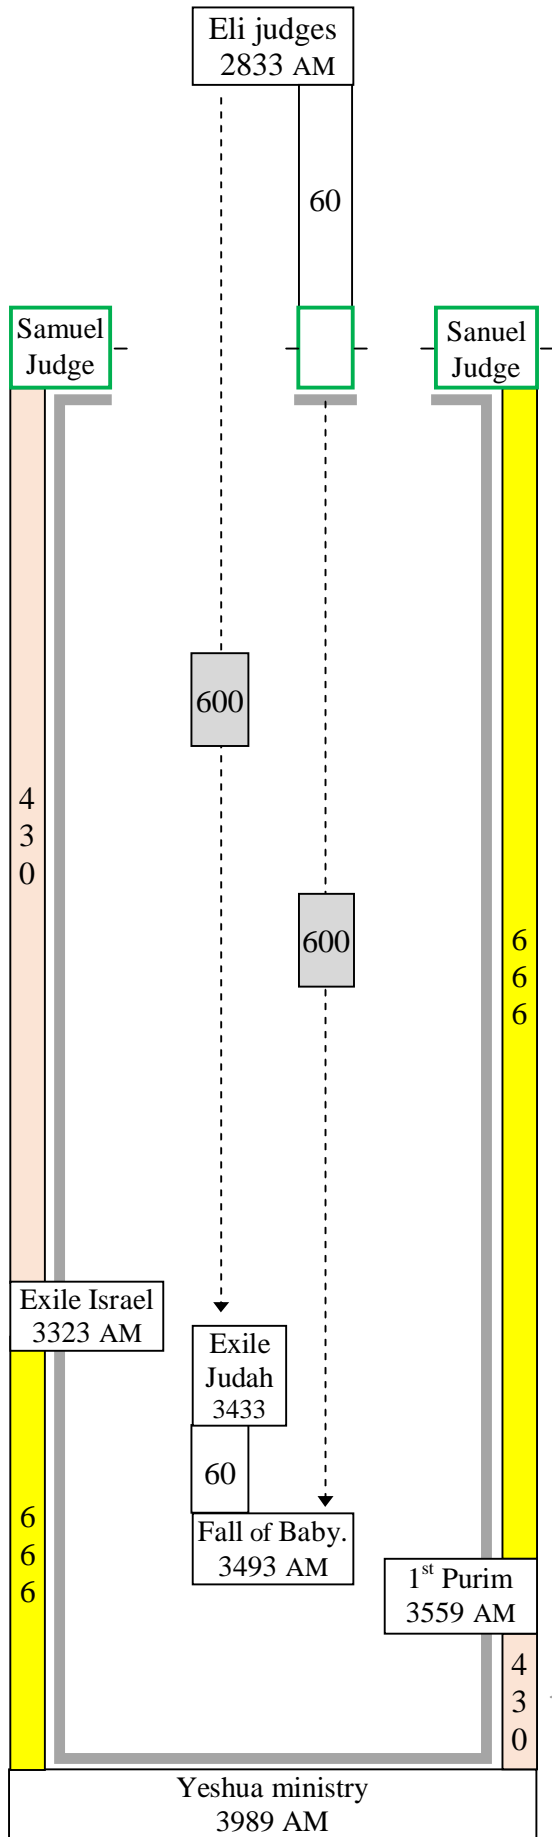 Eli judges
2833 AM
60
Samuel
Judge
Sanuel
Judge
600
4
3
0
600
6
6
6
Exile Israel
3323 AM
Exile
Judah
3433
60
6
6
6
Fall of Baby.
3493 AM
1st Purim
3559 AM
4
3
0
Yeshua ministry
3989 AM